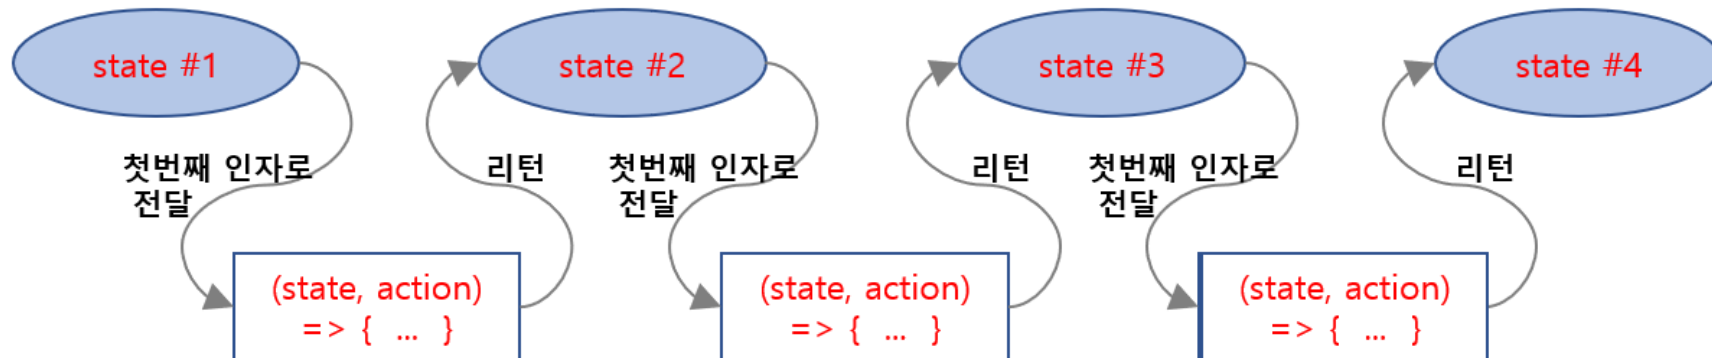 state #1
state #2
state #3
state #4
첫번째 인자로
전달
리턴
첫번째 인자로
전달
리턴
첫번째 인자로
전달
리턴
(state, action)
=> { ... }
(state, action)
=> { ... }
(state, action)
=> { ... }